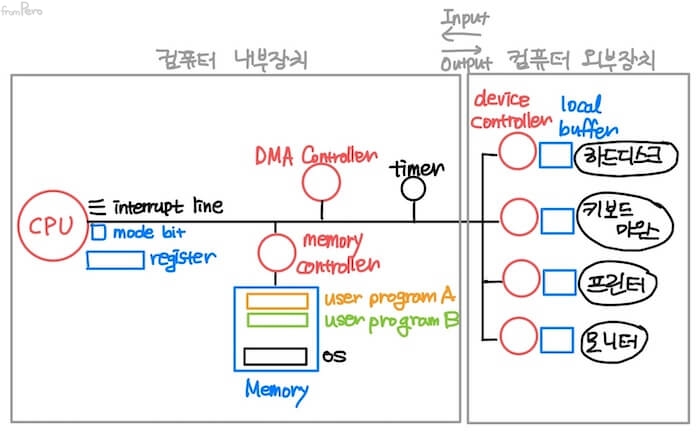 fromPero
Input
Output
컴퓨터 내부장치
컴퓨터 외부장치
CPU
interrupt line
mode bit
register
DMA Controller
timer
memory
controller
user program A
user program B
OS
Memory
device
controller
local
buffer
하드디스크
키보드
마우스
프린터
모니터